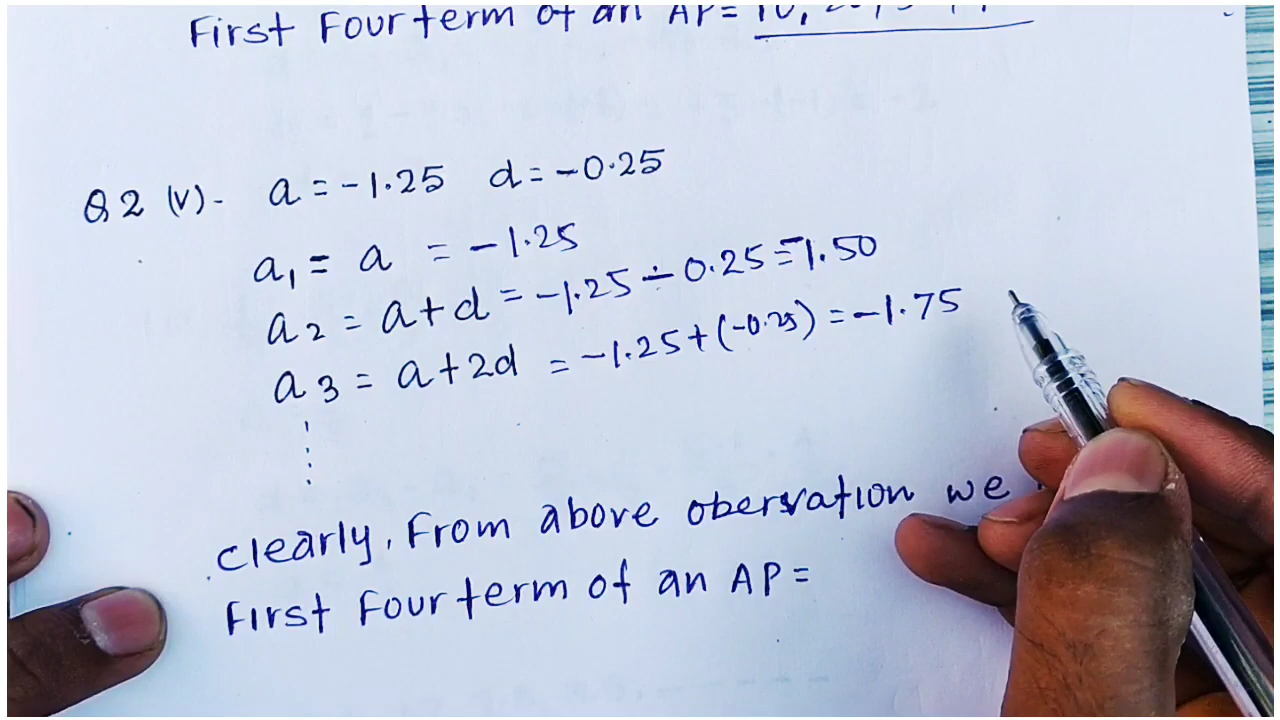 First Four term of an AP= 10,
Q2 (V)- a = -1.25 d = -0.25
a1 = a = -1.25
a2 = a+d = -1.25 - 0.25 = -1.50
a3 = a+2d = -1.25+(-0.25) = -1.75
clearly, From above obersvation we
First Four term of an AP=